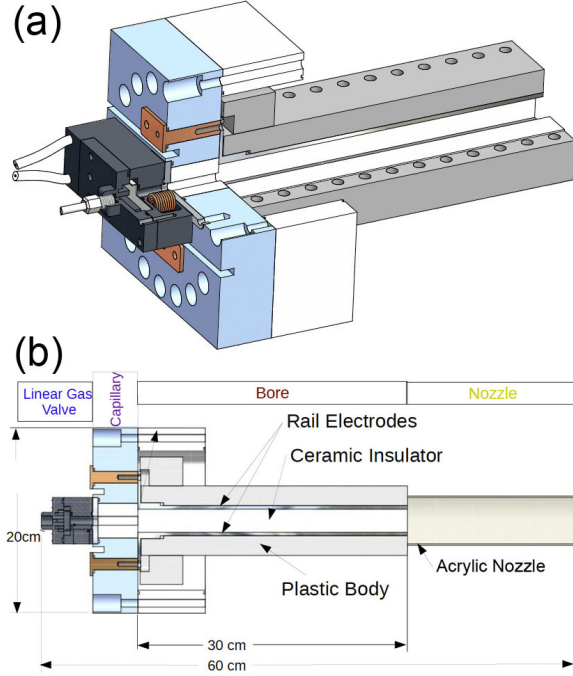 (a)
(b)
Linear Gas
Valve
Capillary
Bore
Nozzle
Rail Electrodes
Ceramic Insulator
20cm
Plastic Body
Acrylic Nozzle
30 cm
60 cm